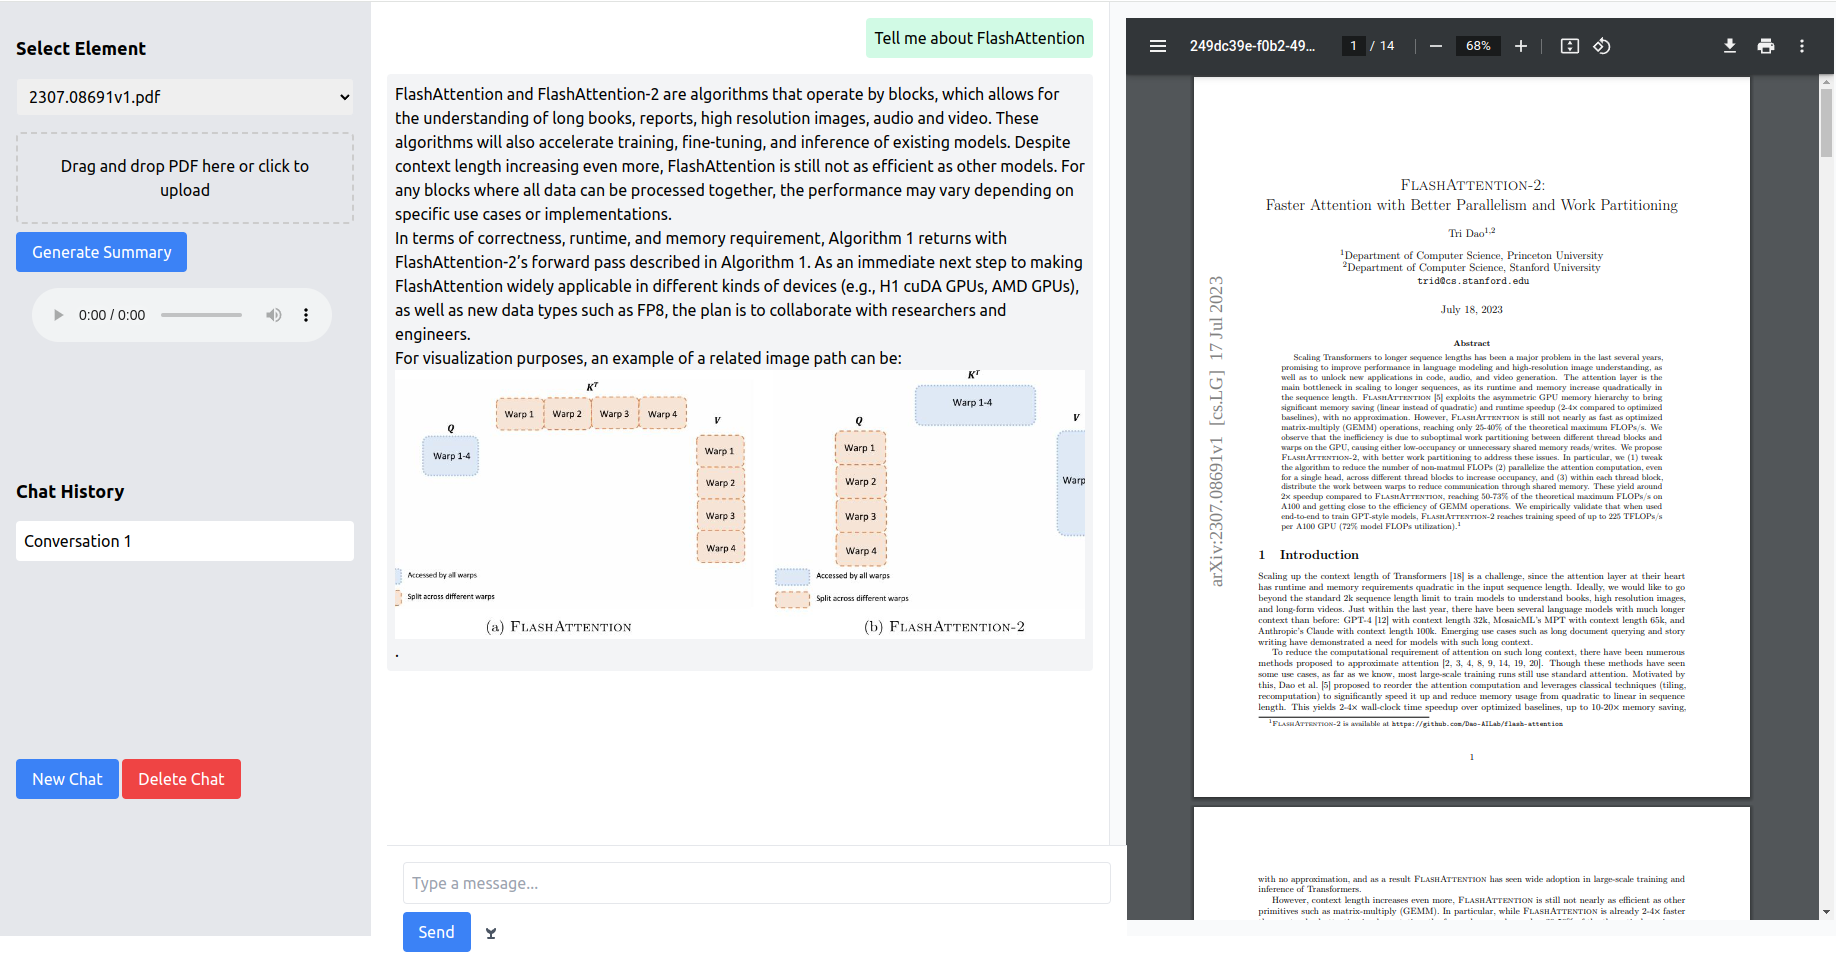 Select Element
2307.08691v1.pdf
Drag and drop PDF here or click to
upload
Generate Summary
0:00 / 0:00
Chat History
Conversation 1
New Chat
Delete Chat
Tell me about FlashAttention
FlashAttention and FlashAttention-2 are algorithms that operate by blocks, which allows for
the understanding of long books, reports, high resolution images, audio and video. These
algorithms will also accelerate training, fine-tuning, and inference of existing models. Despite
context length increasing even more, FlashAttention is still not as efficient as other models. For
any blocks where all data can be processed together, the performance may vary depending on
specific use cases or implementations.
In terms of correctness, runtime, and memory requirement, Algorithm 1 returns with
FlashAttention-2’s forward pass described in Algorithm 1. As an immediate next step to making
FlashAttention widely applicable in different kinds of devices (e.g., H1 cuDA GPUs, AMD GPUs),
as well as new data types such as FP8, the plan is to collaborate with researchers and
engineers.
For visualization purposes, an example of a related image path can be:
K^T
Warp 1 Warp 2 Warp 3 Warp 4
Q
Warp 1-4
V
Warp 1
Warp 2
Warp 3
Warp 4
Accessed by all warps
Split across different warps
(a) FLASHATTENTION
K^T
Warp 1-4
Q
Warp 1
Warp 2
Warp 3
Warp 4
V
Warp
Accessed by all warps
Split across different warps
(b) FLASHATTENTION-2
.
Type a message...
Send
249dc39e-f0b2-49...
1 / 14
68%
arXiv:2307.08691v1 [cs.LG] 17 Jul 2023
FLASHATTENTION-2:
Faster Attention with Better Parallelism and Work Partitioning
Tri Dao1,2
1Department of Computer Science, Princeton University
2Department of Computer Science, Stanford University
trid@cs.stanford.edu
July 18, 2023
Abstract
Scaling Transformers to longer sequence lengths has been a major problem in the last several years,
promising to improve performance in language modeling and high-resolution image understanding, as
well as to unlock new applications in code, audio, and video generation. The attention layer is the
main bottleneck in scaling to longer sequences, as its runtime and memory increase quadratically in
the sequence length. FLASHATTENTION [5] exploits the asymmetric GPU memory hierarchy to bring
significant memory saving (linear instead of quadratic) and runtime speedup (2-4× compared to optimized
baselines), with no approximation. However, FLASHATTENTION is still not nearly as fast as optimized
matrix-multiply (GEMM) operations, reaching only 25-40% of the theoretical maximum FLOPs/s. We
observe that the inefficiency is due to suboptimal work partitioning between different thread blocks and
warps on the GPU, causing either low-occupancy or unnecessary shared memory reads/writes. We propose
FLASHATTENTION-2, with better work partitioning to address these issues. In particular, we (1) tweak
the algorithm to reduce the number of non-matmul FLOPs (2) parallelize the attention computation, even
for a single head, across different thread blocks to increase occupancy, and (3) within each thread block,
distribute the work between warps to reduce communication through shared memory. These yield around
2× speedup compared to FLASHATTENTION, reaching 50-73% of the theoretical maximum FLOPs/s on
A100 and getting close to the efficiency of GEMM operations. We empirically validate that when used
end-to-end to train GPT-style models, FLASHATTENTION-2 reaches training speed of up to 225 TFLOPs/s
per A100 GPU (72% model FLOPs utilization).1
1 Introduction
Scaling up the context length of Transformers [18] is a challenge, since the attention layer at their heart
has runtime and memory requirements quadratic in the input sequence length. Ideally, we would like to go
beyond the standard 2k sequence length limit to train models to understand books, high resolution images,
and long-form videos. Just within the last year, there have been several language models with much longer
context than before: GPT-4 [12] with context length 32k, MosaicML's MPT with context length 65k, and
Anthropic's Claude with context length 100k. Emerging use cases such as long document querying and story
writing have demonstrated a need for models with such long context.
To reduce the computational requirement of attention on such long context, there have been numerous
methods proposed to approximate attention [2, 3, 4, 8, 9, 14, 19, 20]. Though these methods have seen
some use cases, as far as we know, most large-scale training runs still use standard attention. Motivated by
this, Dao et al. [5] proposed to reorder the attention computation and leverages classical techniques (tiling,
recomputation) to significantly speed it up and reduce memory usage from quadratic to linear in sequence
length. This yields 2-4× wall-clock time speedup over optimized baselines, up to 10-20× memory saving,
1FLASHATTENTION-2 is available at https://github.com/Dao-AILab/flash-attention
1
with no approximation, and as a result FLASHATTENTION has seen wide adoption in large-scale training and
inference of Transformers.
However, context length increases even more, FLASHATTENTION is still not nearly as efficient as other
primitives such as matrix-multiply (GEMM). In particular, while FLASHATTENTION is already 2-4× faster